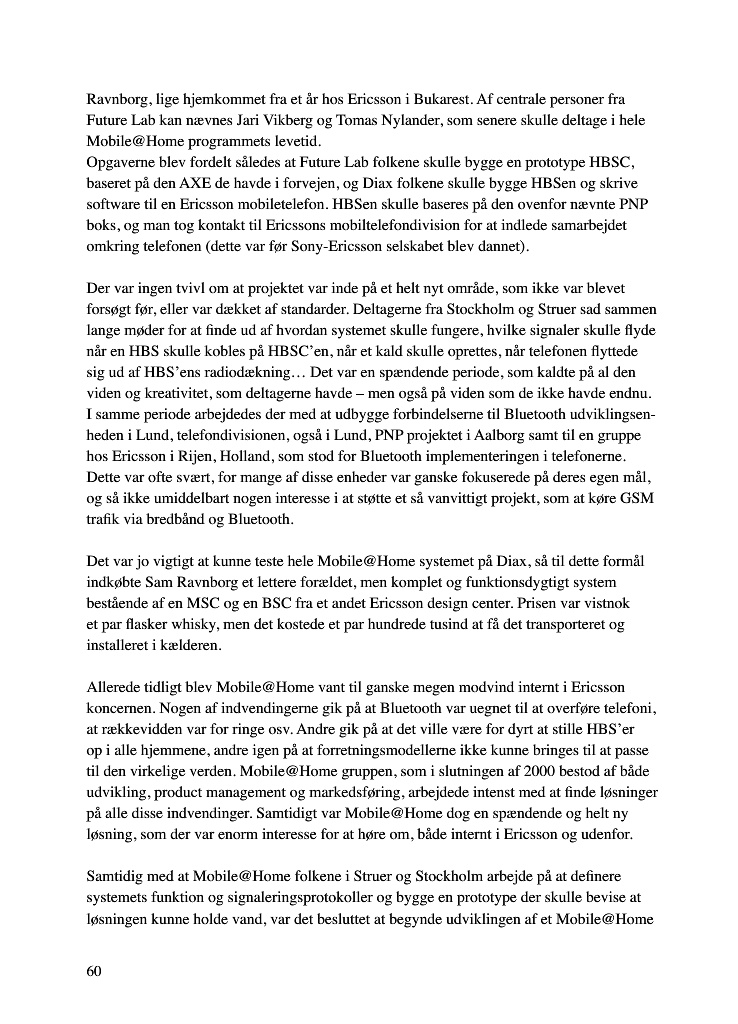 Ravnborg, lige hjemkommet fra et år hos Ericsson i Bukarest. Af centrale personer fra
Future Lab kan nævnes Jari Vikberg og Tomas Nylander, som senere skulle deltage i hele
Mobile@Home programmets levetid.
Opgaverne blev fordelt således at Future Lab folkene skulle bygge en prototype HBSC,
baseret på den AXE de havde i forvejen, og Diax folkene skulle bygge HBSen og skrive
software til en Ericsson mobiletelefon. HBSen skulle baseres på den ovenfor nævnte PNP
boks, og man tog kontakt til Ericssons mobiltelefondivision for at indlede samarbejdet
omkring telefonen (dette var før Sony-Ericsson selskabet blev dannet).
Der var ingen tvivl om at projektet var inde på et helt nyt område, som ikke var blevet
forsøgt før, eller var dækket af standarder. Deltagerne fra Stockholm og Struer sad sammen
lange møder for at finde ud af hvordan systemet skulle fungere, hvilke signaler skulle flyde
når en HBS skulle kobles på HBSC’en, når et kald skulle oprettes, når telefonen flyttede
sig ud af HBS’ens radiodækning… Det var en spændende periode, som kaldte på al den
viden og kreativitet, som deltagerne havde – men også på viden som de ikke havde endnu.
I samme periode arbejdedes der med at udbygge forbindelserne til Bluetooth udviklingsen-
heden i Lund, telefondivisionen, også i Lund, PNP projektet i Aalborg samt til en gruppe
hos Ericsson i Rijen, Holland, som stod for Bluetooth implementeringen i telefonerne.
Dette var ofte svært, for mange af disse enheder var ganske fokuserede på deres egen mål,
og så ikke umiddelbart nogen interesse i at støtte et så vanvittigt projekt, som at køre GSM
trafik via bredbånd og Bluetooth.
Det var jo vigtigt at kunne teste hele Mobile@Home systemet på Diax, så til dette formål
indkøbte Sam Ravnborg et lettere forældet, men komplet og funktionsdygtigt system
bestående af en MSC og en BSC fra et andet Ericsson design center. Prisen var vistnok
et par flasker whisky, men det kostede et par hundrede tusind at få det transporteret og
installeret i kælderen.
Allerede tidligt blev Mobile@Home vant til ganske megen modvind internt i Ericsson
koncernen. Nogen af indvendingerne gik på at Bluetooth var uegnet til at overføre telefoni,
at rækkevidden var for ringe osv. Andre gik på at det ville være for dyrt at stille HBS’er
op i alle hjemmene, andre igen på at forretningsmodellerne ikke kunne bringes til at passe
til den virkelige verden. Mobile@Home gruppen, som i slutningen af 2000 bestod af både
udvikling, product management og markedsføring, arbejdede intenst med at finde løsninger
på alle disse indvendinger. Samtidigt var Mobile@Home dog en spændende og helt ny
løsning, som der var enorm interesse for at høre om, både internt i Ericsson og udenfor.
Samtidig med at Mobile@Home folkene i Struer og Stockholm arbejde på at definere
systemets funktion og signaleringsprotokoller og bygge en prototype der skulle bevise at
løsningen kunne holde vand, var det besluttet at begynde udviklingen af et Mobile@Home
60